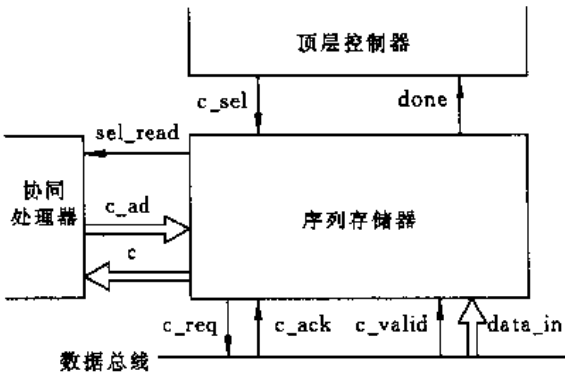 顶层控制器
c_sel
done
sel_read
协同
处理器
c_ad
序列存储器
c
c_req
c_ack
c_valid
data_in
数据总线